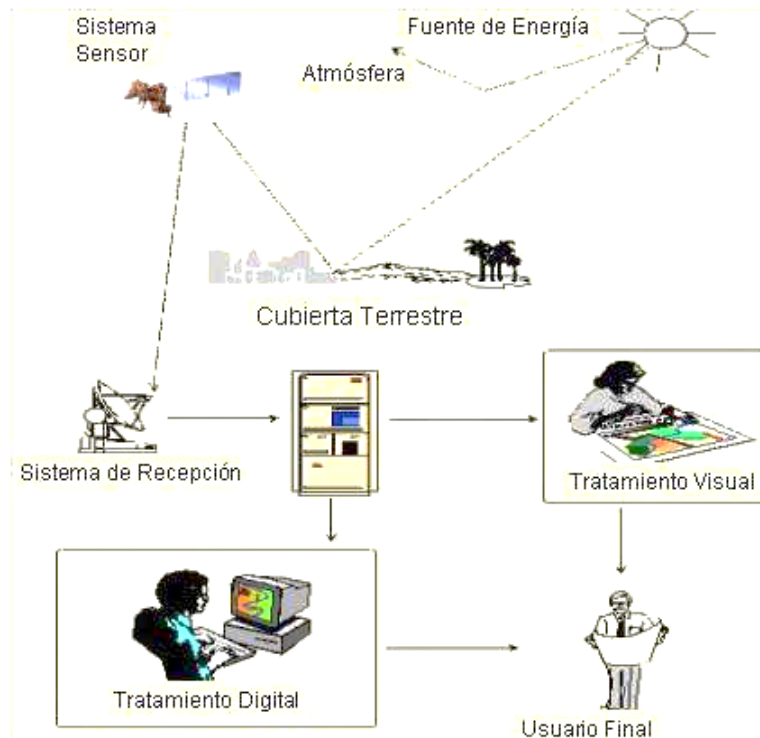 Sistema
Sensor
Fuente de Energía
Atmósfera
Cubierta Terrestre
Sistema de Recepción
Tratamiento Visual
Tratamiento Digital
Usuario Final